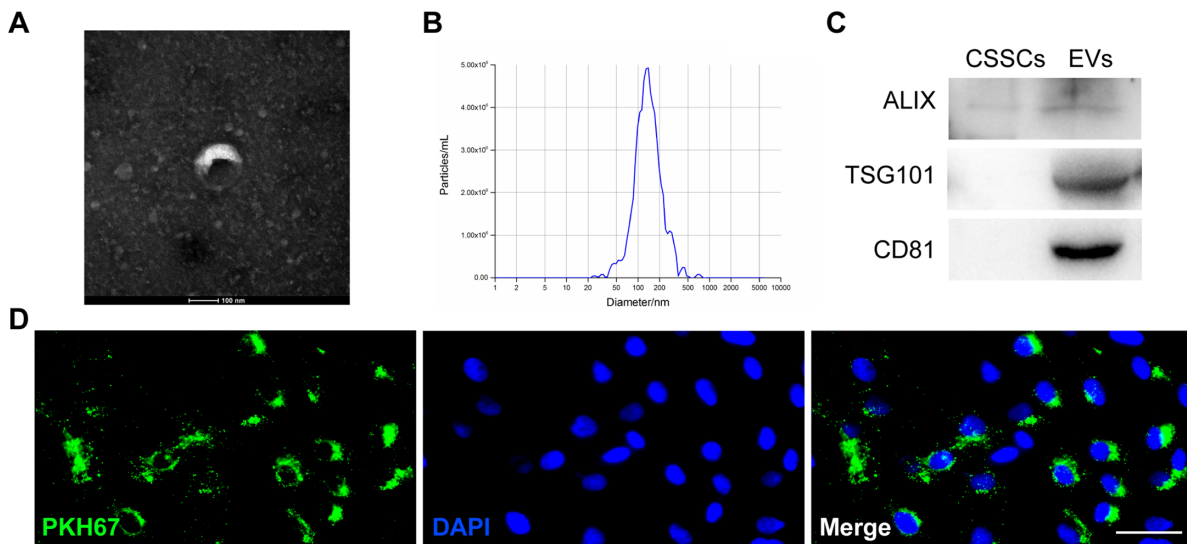 A
100 nm
B
Particles/mL
5.00x10⁶
4.00x10⁶
3.00x10⁶
2.00x10⁶
1.00x10⁶
0.00
1 2 5 10 20 50 100 200 500 1000 2000 5000 10000
Diameter/nm
C
CSSCs EVs
ALIX
TSG101
CD81
D
PKH67 DAPI Merge